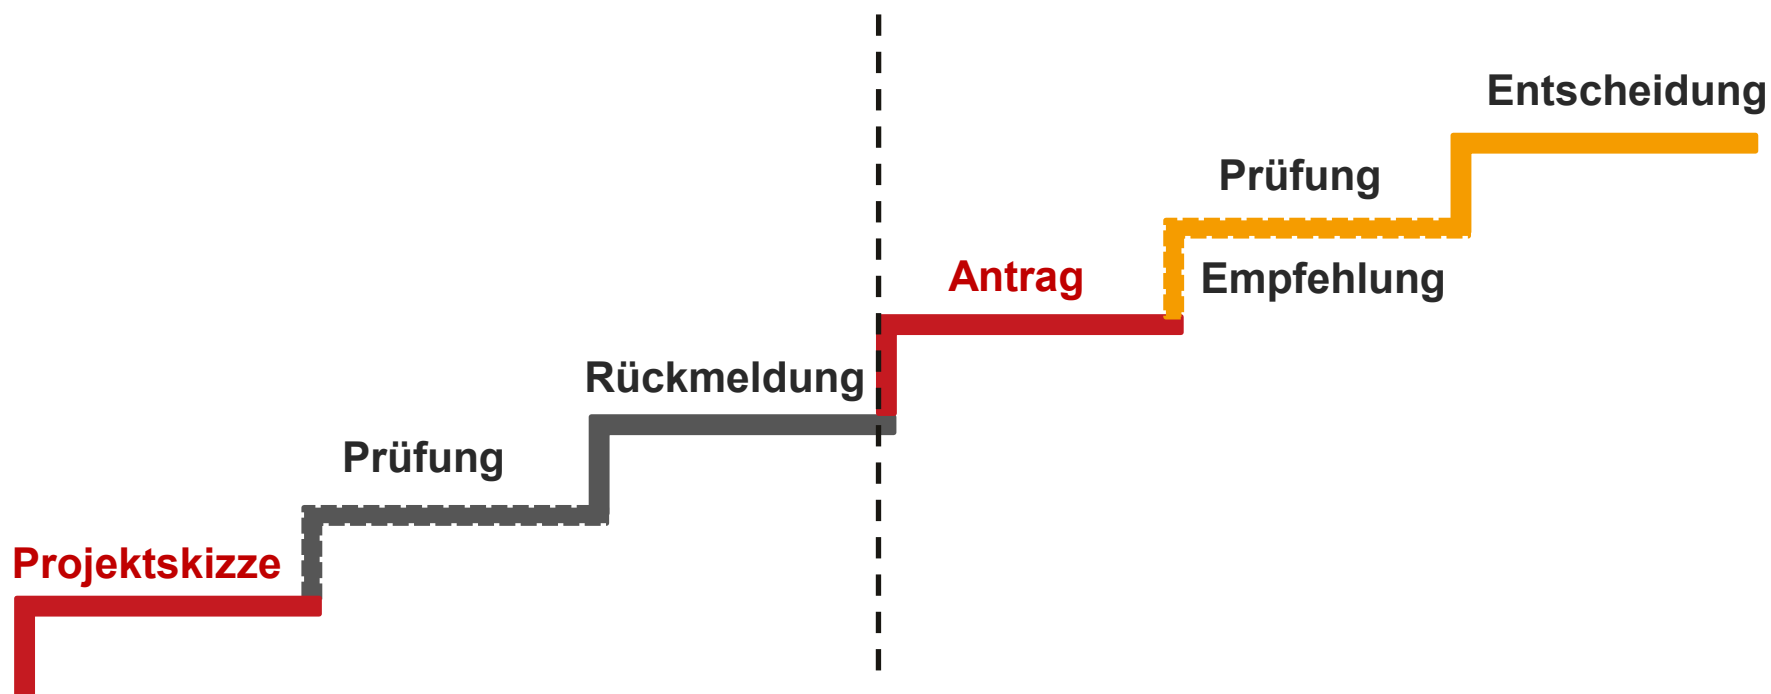 Projektskizze
Prüfung
Rückmeldung
Antrag
Prüfung
Empfehlung
Entscheidung